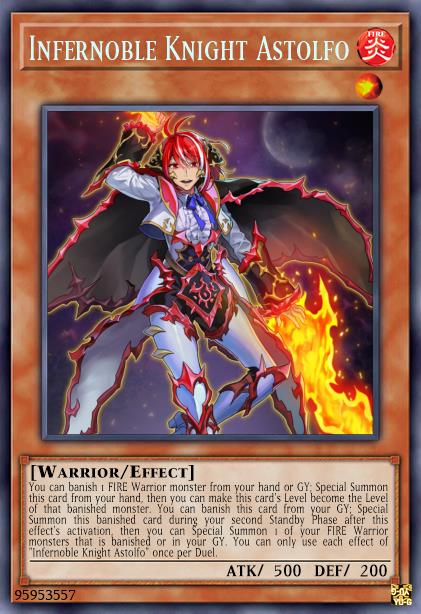 Infernoble Knight Astolfo
FIRE
炎
[Warrior/Effect]
You can banish 1 FIRE Warrior monster from your hand or GY; Special Summon
this card from your hand, then you can make this card's Level become the Level
of that banished monster. You can banish this card from your GY; Special
Summon this banished card during your second Standby Phase after this
effect's activation, then you can Special Summon 1 of your FIRE Warrior
monsters that is banished or in your GY. You can only use each effect of
"Infernoble Knight Astolfo" once per Duel.
ATK/ 500 DEF/ 200
95953557